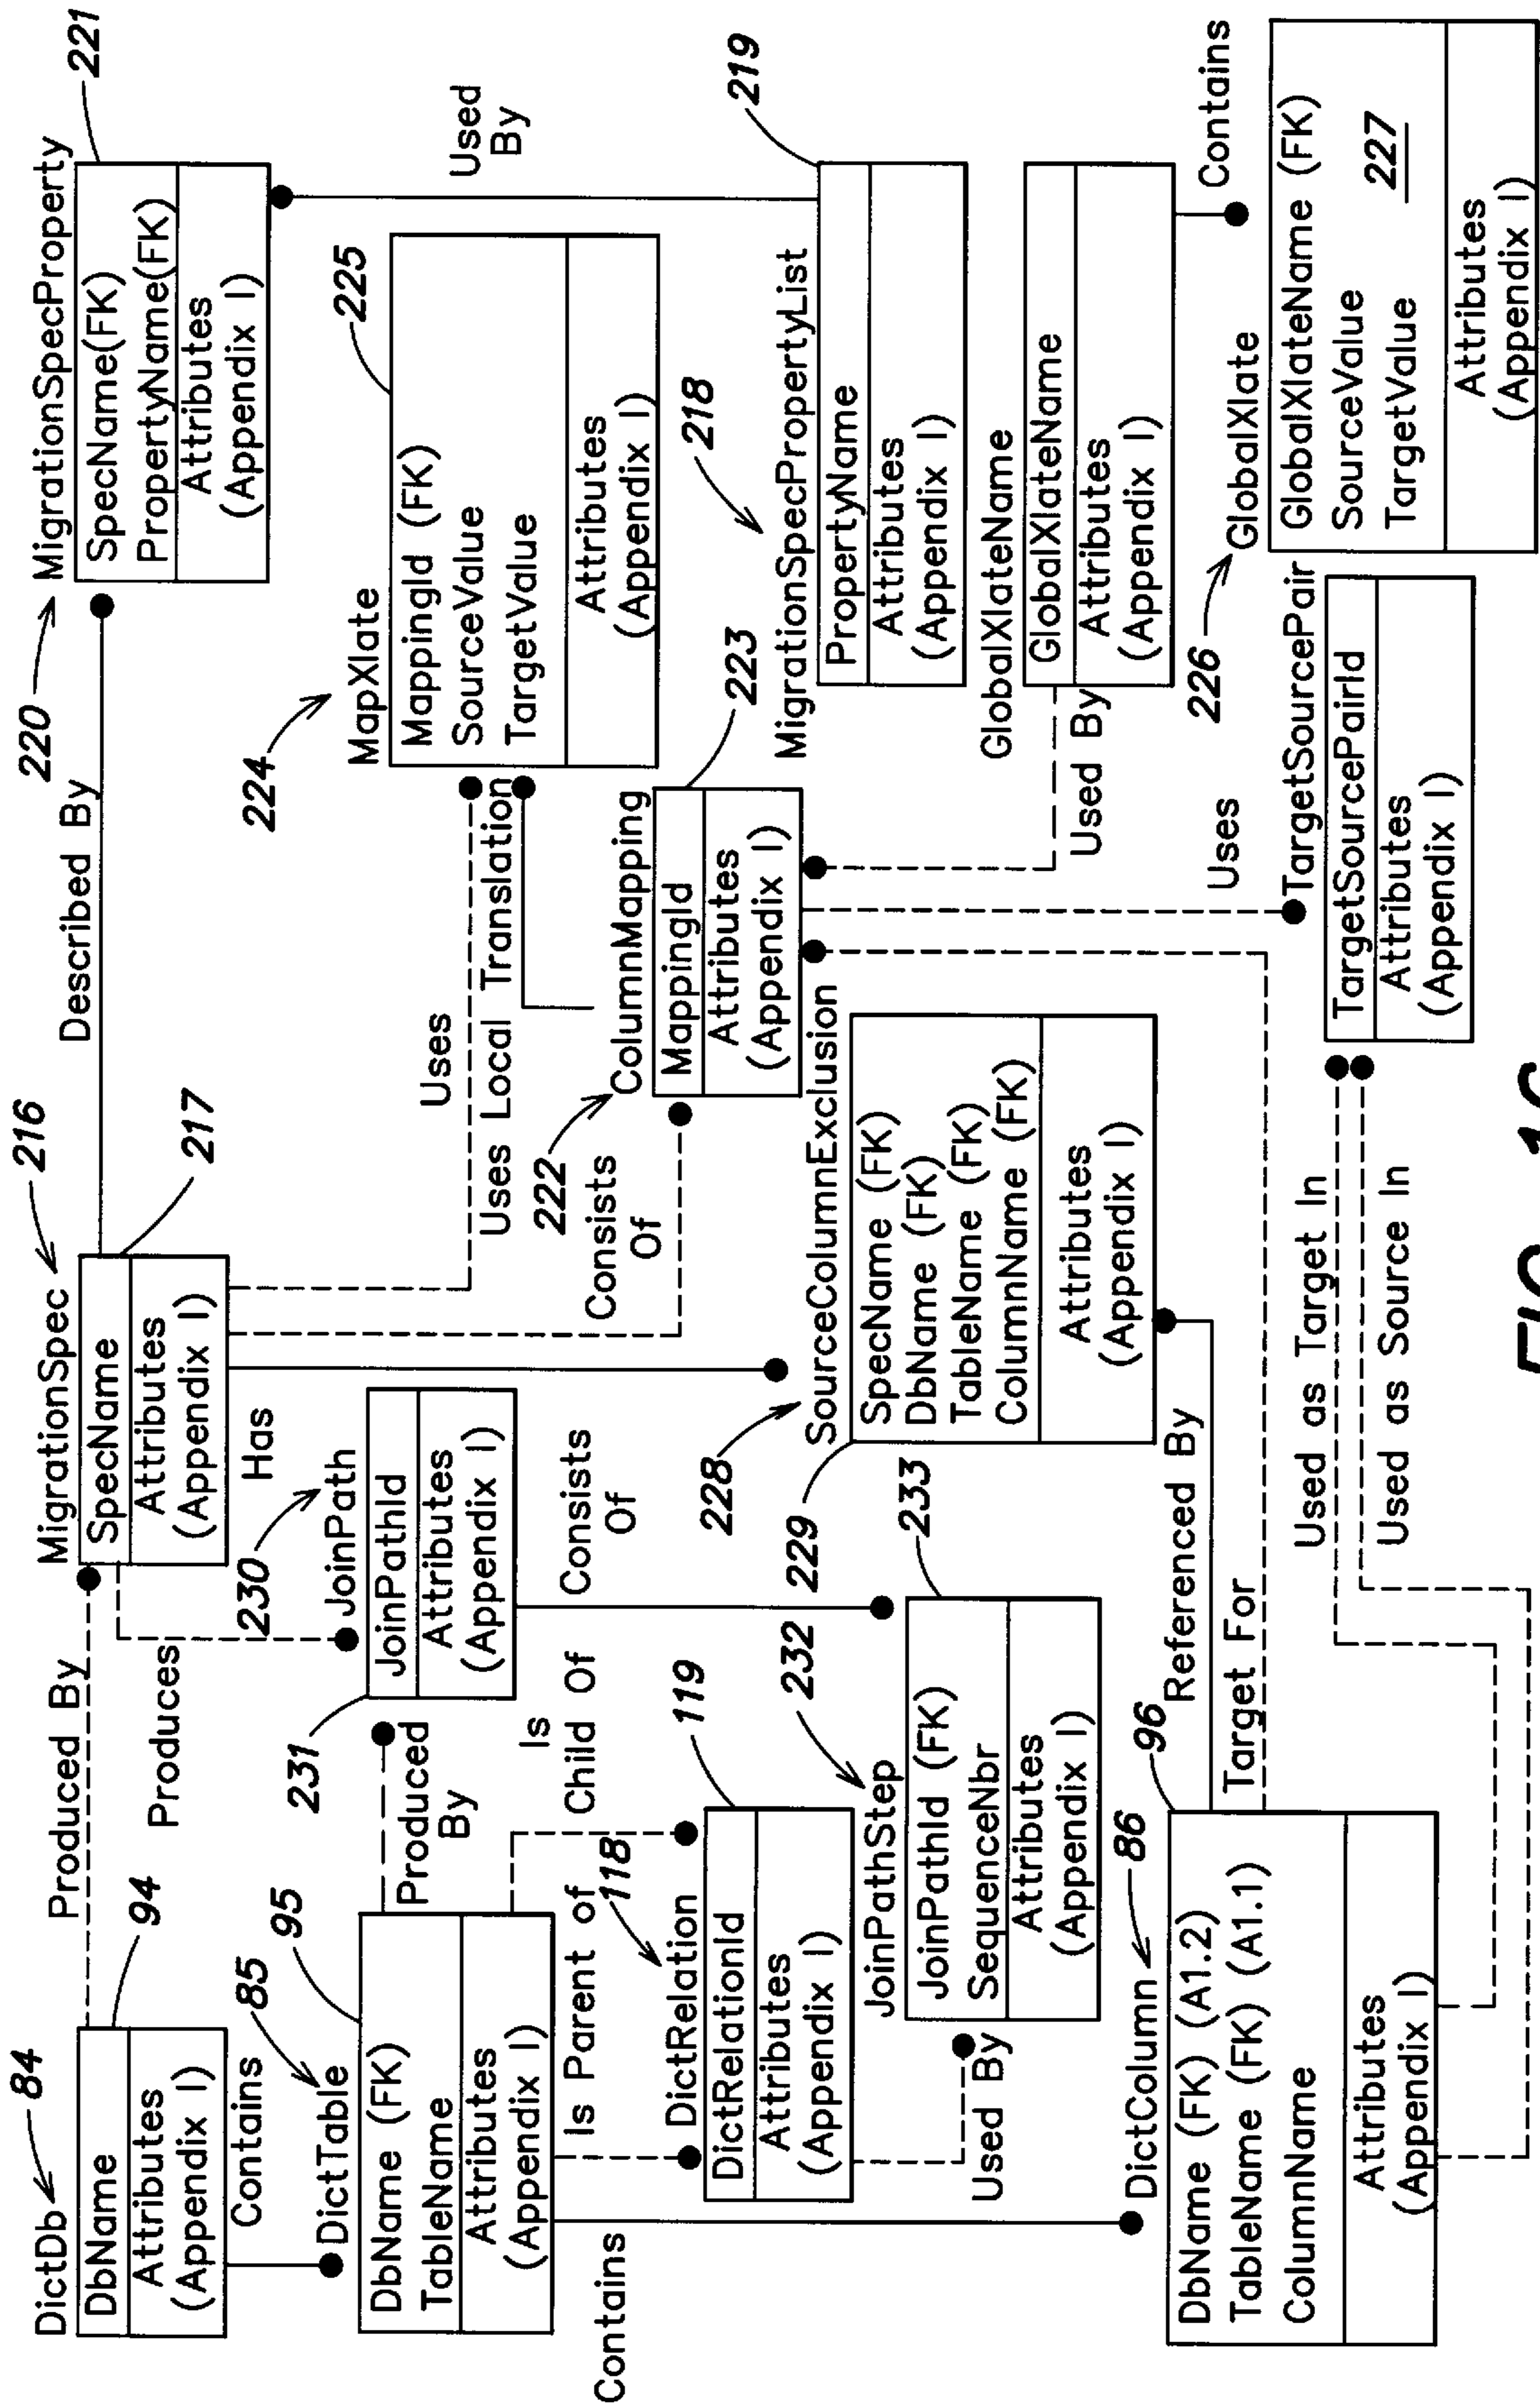 DictDb
84
DbName
94
Attributes
(Appendix I)
Contains
Produced By
Produces
MigrationSpec
216
SpecName
217
Attributes
(Appendix I)
Has
Described By
220
MigrationSpecProperty
221
SpecName(FK)
PropertyName(FK)
Attributes
(Appendix I)
Used
By
DictTable
85
95
DbName (FK)
TableName
Attributes
(Appendix I)
Contains
Produced
By
Is Parent of
Is
Child Of
230
JoinPath
231
JoinPathId
Attributes
(Appendix I)
Consists
Of
Uses
Uses Local Translation
224
MapXlate
225
MappingId (FK)
SourceValue
TargetValue
Attributes
(Appendix I)
222
ColumnMapping
223
Consists
Of
MappingId
Attributes
(Appendix I)
118
DictRelation
119
DictRelationId
Attributes
(Appendix I)
Used By
232
JoinPathStep
233
JoinPathId (FK)
SequenceNbr
Attributes
(Appendix I)
228
SourceColumnExclusion
229
SpecName (FK)
DbName (FK)
TableName (FK)
ColumnName (FK)
Attributes
(Appendix I)
218
MigrationSpecPropertyList
219
PropertyName
Attributes
(Appendix I)
GlobalXlateName
GlobalXlateName
Attributes
(Appendix I)
Used By
Contains
DictColumn
86
96
DbName (FK) (A1.2)
TableName (FK) (A1.1)
ColumnName
Attributes
(Appendix I)
Referenced By
Target For
Used as Target In
Used as Source In
Uses
TargetSourcePair
TargetSourcePairId
Attributes
(Appendix I)
226
GlobalXlate
GlobalXlateName (FK)
SourceValue
227
TargetValue
Attributes
(Appendix I)